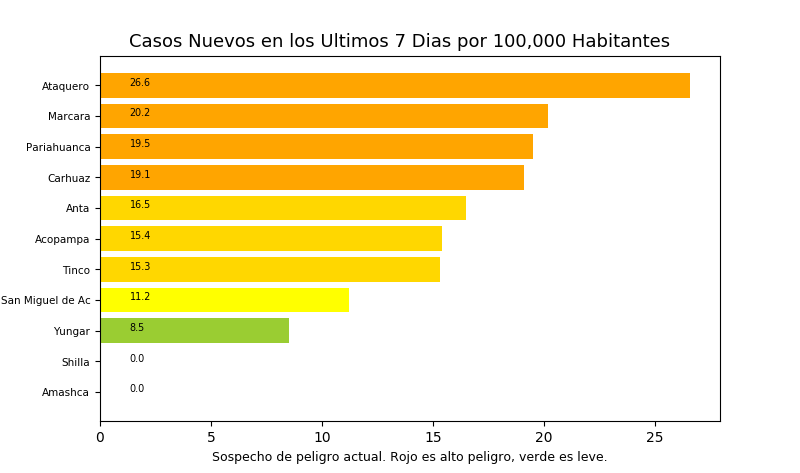 Casos Nuevos en los Ultimos 7 Dias por 100,000 Habitantes
Ataquero 26.6
Marcara 20.2
Pariahuanca 19.5
Carhuaz 19.1
Anta 16.5
Acopampa 15.4
Tinco 15.3
San Miguel de Ac 11.2
Yungar 8.5
Shilla 0.0
Amashca 0.0
0 5 10 15 20 25
Sospecho de peligro actual. Rojo es alto peligro, verde es leve.